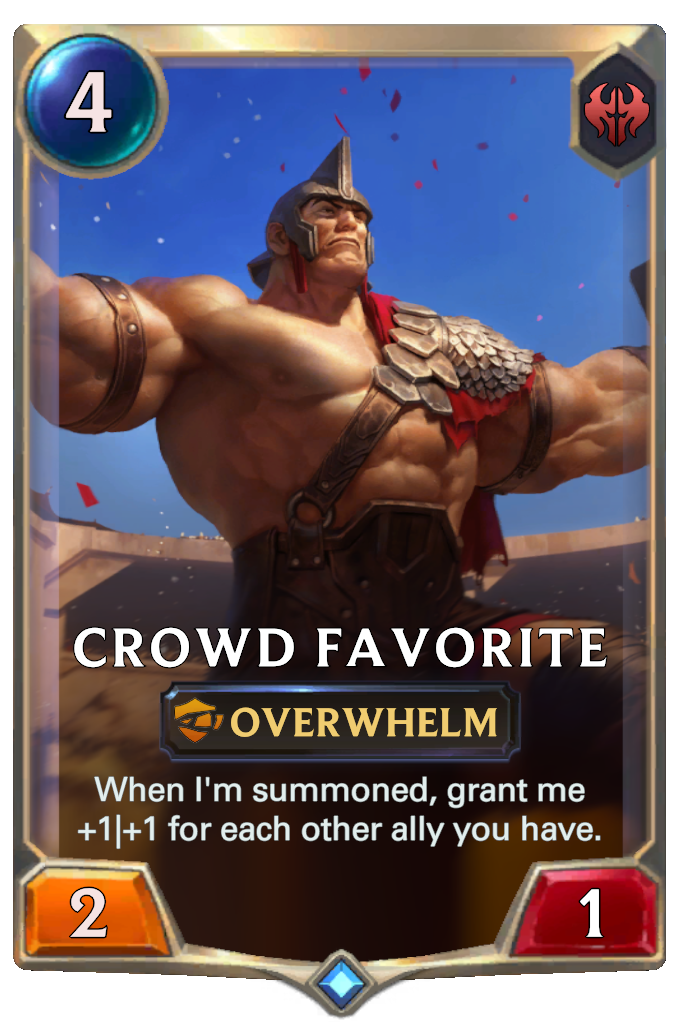 4
CROWD FAVORITE
OVERWHELM
When I'm summoned, grant me
+1|+1 for each other ally you have.
2
1